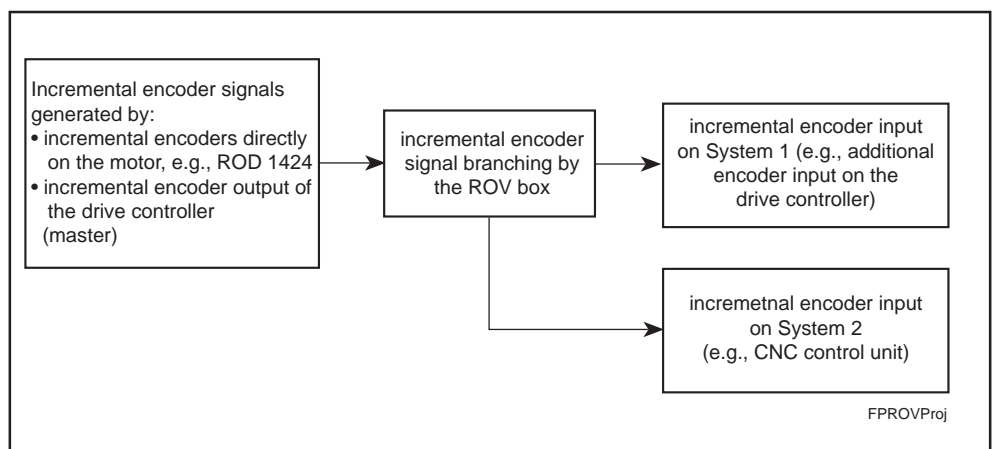 Incremental encoder signals
generated by:
• incremental encoders directly
on the motor, e.g., ROD 1424
• incremental encoder output of
the drive controller
(master)
incremental encoder
signal branching by
the ROV box
incremental encoder input
on System 1 (e.g., additional
encoder input on the
drive controller)
incremetnal encoder input
on System 2
(e.g., CNC control unit)
FPROVProj